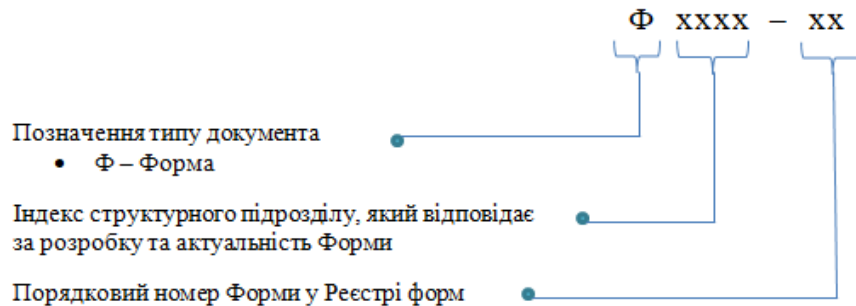 Ф хххх – хх
Позначення типу документа
• Ф – Форма
Індекс структурного підрозділу, який відповідає
за розробку та актуальність Форми
Порядковий номер Форми у Реєстрі форм